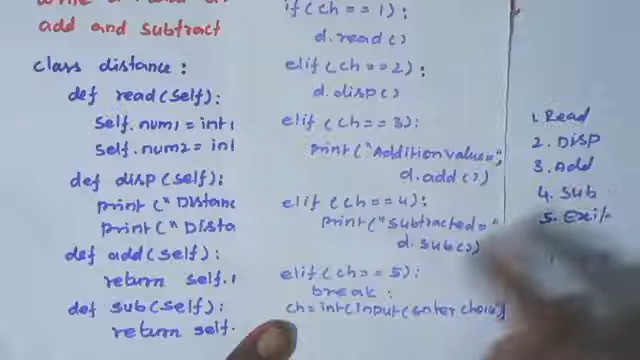 add and subtract
class distance:
def read(self):
self.num1 = int
self.num2 = in
def disp(self):
print("Distanc
print("Dista
def add(self):
return self.
def sub(self):
return self.
if(ch==1):
d.read()
elif(ch==2):
d.disp()
elif(ch==3):
print("Addition value=",
d.add())
elif(ch==4):
print("subtracted="
d.sub())
elif(ch==5):
break:
ch=int(input(enter choice
1. Read
2. Disp
3. Add
4. Sub
5. Exit